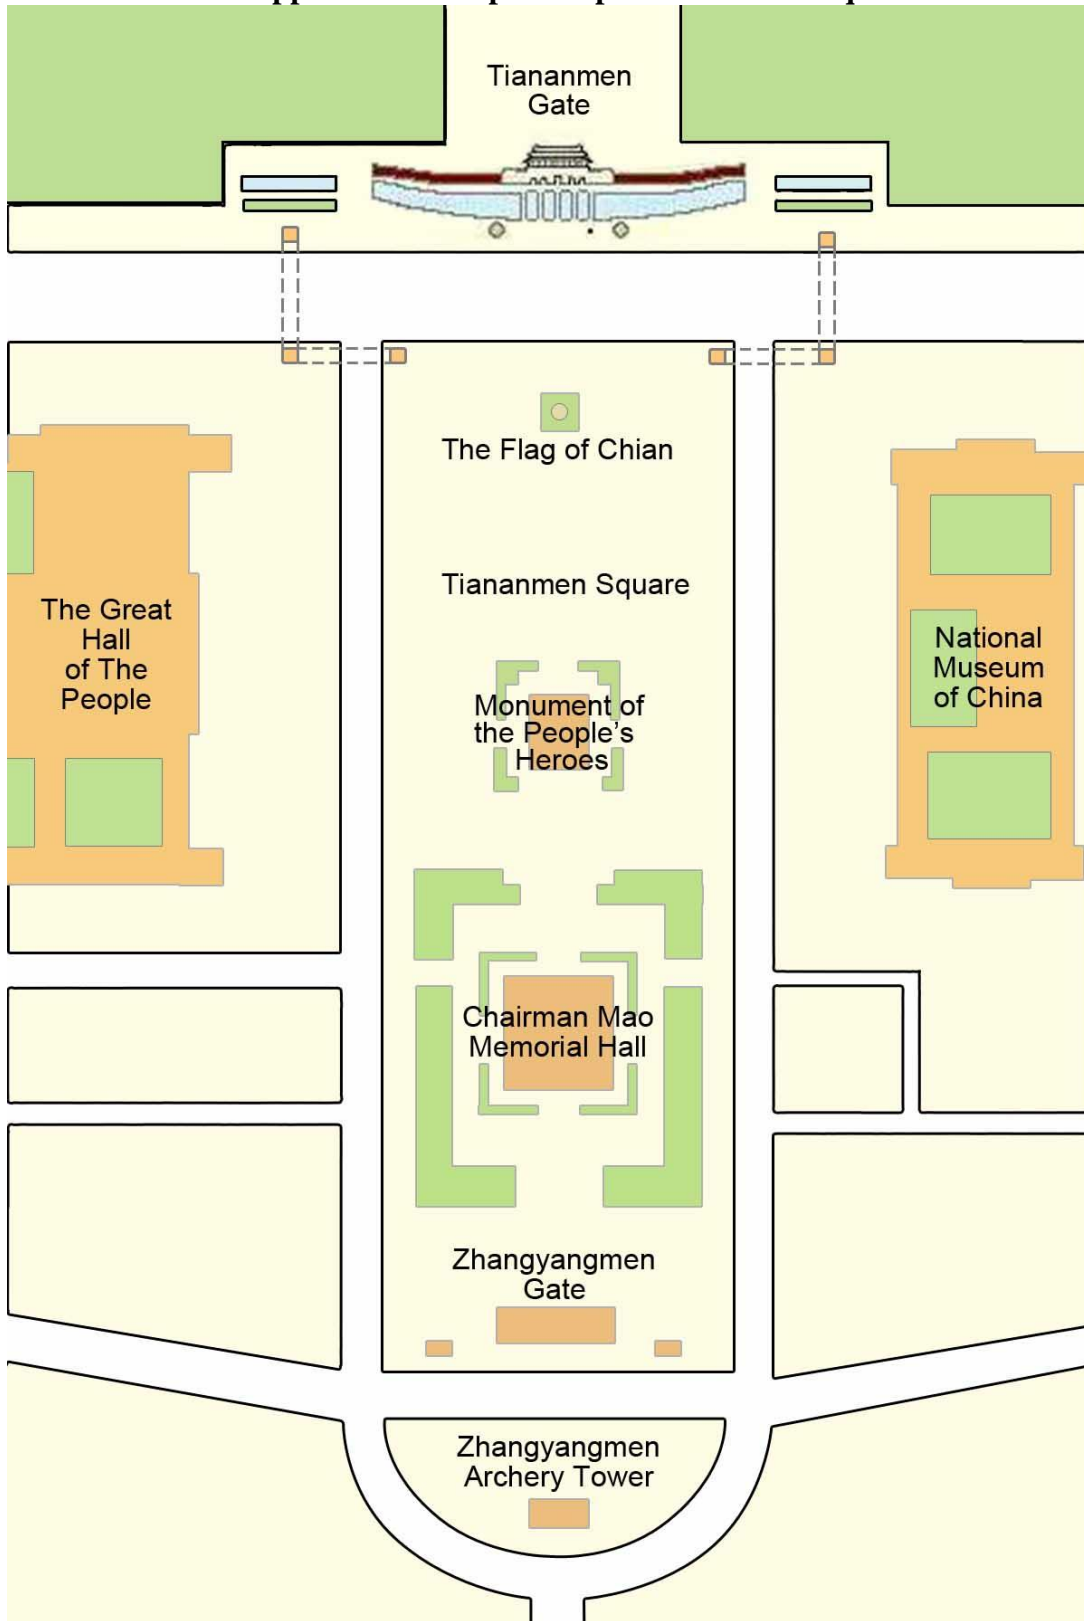 Tiananmen
Gate
The Flag of Chian
Tiananmen Square
The Great
Hall
of The
People
National
Museum
of China
Monument of
the People's
Heroes
Chairman Mao
Memorial Hall
Zhangyangmen
Gate
Zhangyangmen
Archery Tower